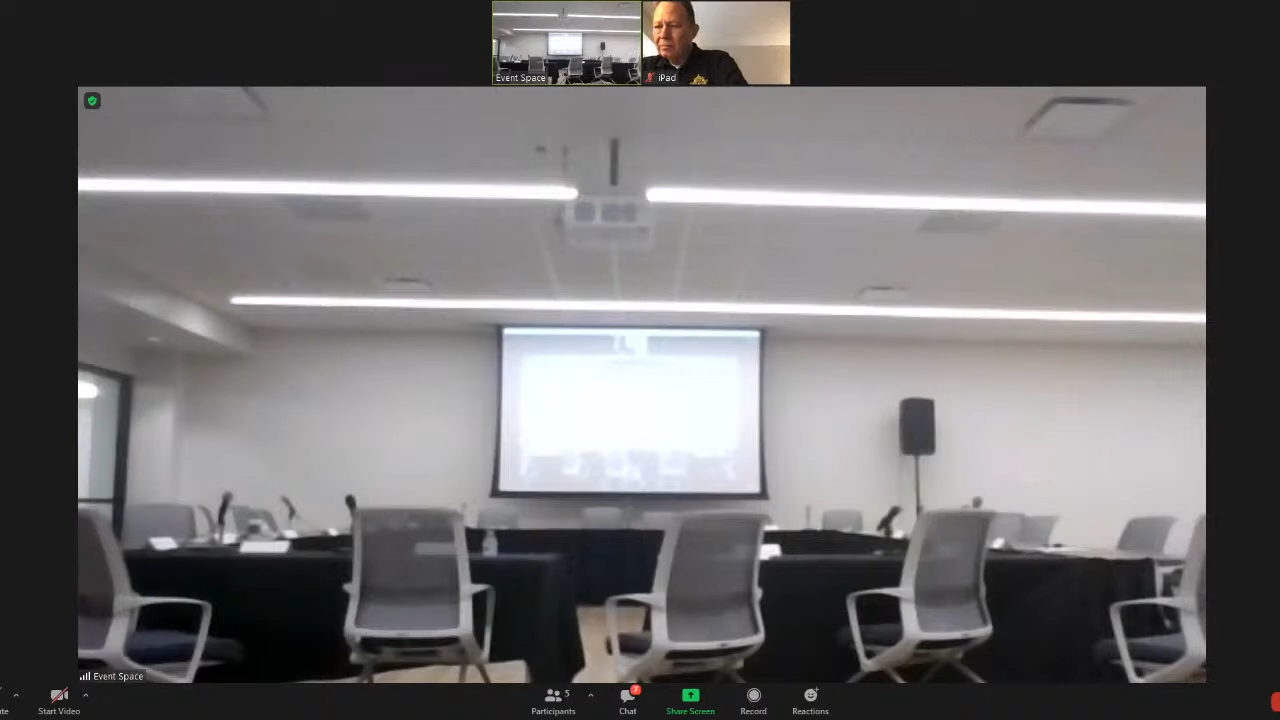 Event Space
iPad
Event Space
Start Video
Participants
5
Chat
7
Share Screen
Record
Reactions